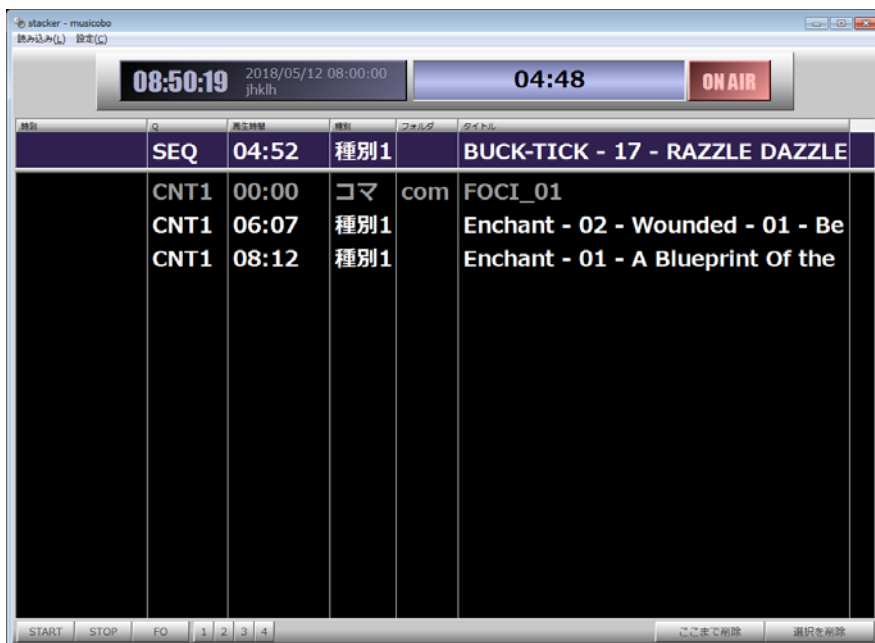 stacker - musicobo
読み込み(L) 設定(C)
08:50:19
2018/05/12 08:00:00
jhklh
04:48
ON AIR
時刻 Q 再生時間 種別 フォルダ タイトル
SEQ 04:52 種別1 BUCK-TICK - 17 - RAZZLE DAZZLE
CNT1 00:00 コマ com FOCI_01
CNT1 06:07 種別1 Enchant - 02 - Wounded - 01 - Be
CNT1 08:12 種別1 Enchant - 01 - A Blueprint Of the
START STOP FO 1 2 3 4 ここまで削除 選択を削除